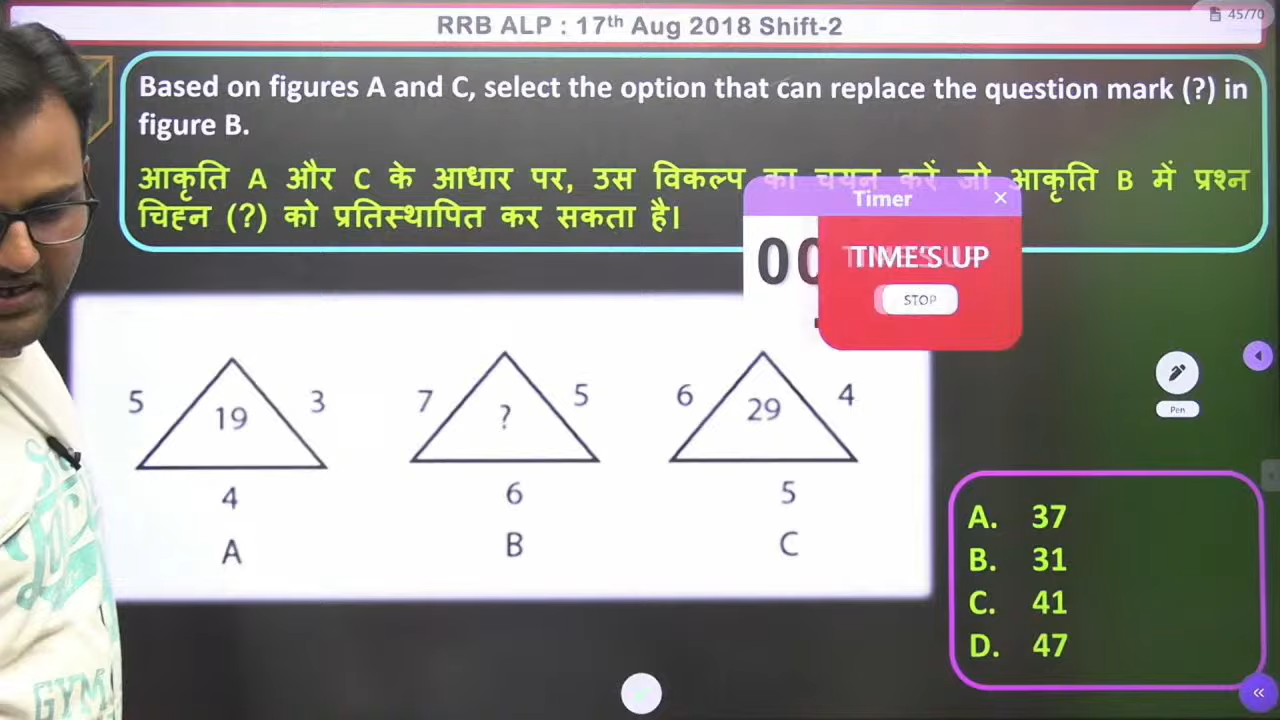 45/70
RRB ALP : 17th Aug 2018 Shift-2
Based on figures A and C, select the option that can replace the question mark (?) in
figure B.
आकृति A और C के आधार पर, उस विकल्प का चयन करें जो आकृति B में प्रश्न
चिह्न (?) को प्रतिस्थापित कर सकता है।
Timer
00
TIME'S UP
STOP
5 19 3 7 ? 5 6 29 4
4 6 5
A B C
Pen
A. 37
B. 31
C. 41
D. 47
GYM